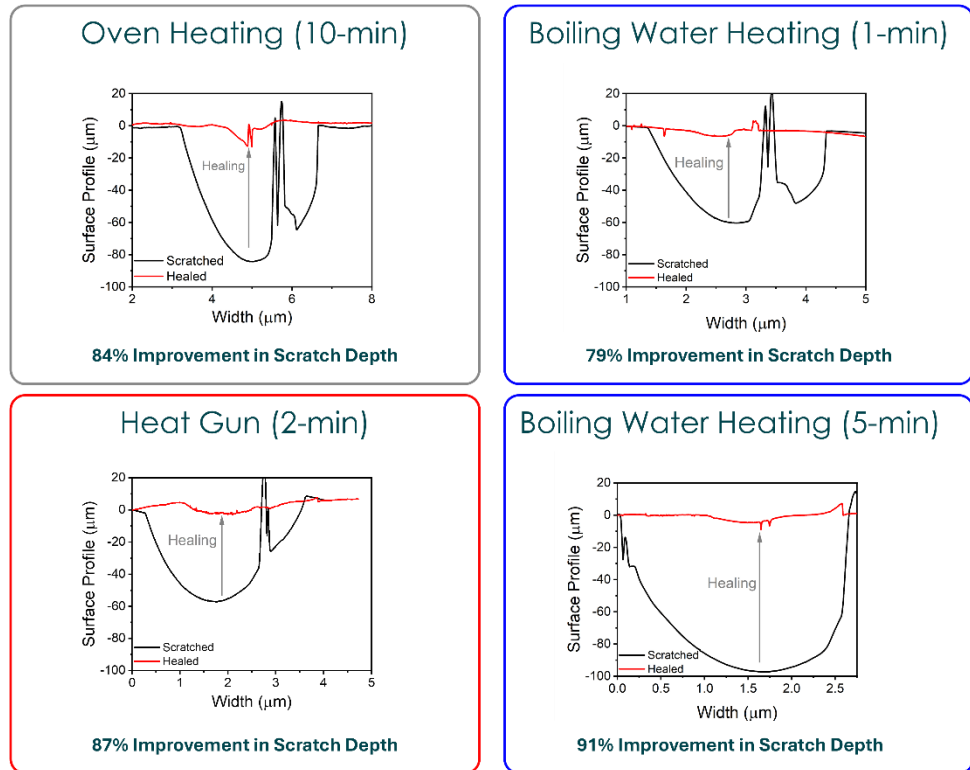 Oven Heating (10-min)
20
0
-20
-40
-60
-80
-100
Surface Profile (μm)
Healing
Scratched
Healed
2
4
6
8
Width (μm)
84% Improvement in Scratch Depth
Boiling Water Heating (1-min)
20
0
-20
-40
-60
-80
-100
Surface Profile (μm)
Healing
Scratched
Healed
1
2
3
4
5
Width (μm)
79% Improvement in Scratch Depth
Heat Gun (2-min)
20
0
-20
-40
-60
-80
-100
Surface Profile (μm)
Healing
Scratched
Healed
0
1
2
3
4
5
Width (μm)
87% Improvement in Scratch Depth
Boiling Water Heating (5-min)
20
0
-20
-40
-60
-80
-100
Surface Profile (μm)
Healing
Scratched
Healed
0.0
0.5
1.0
1.5
2.0
2.5
Width (μm)
91% Improvement in Scratch Depth